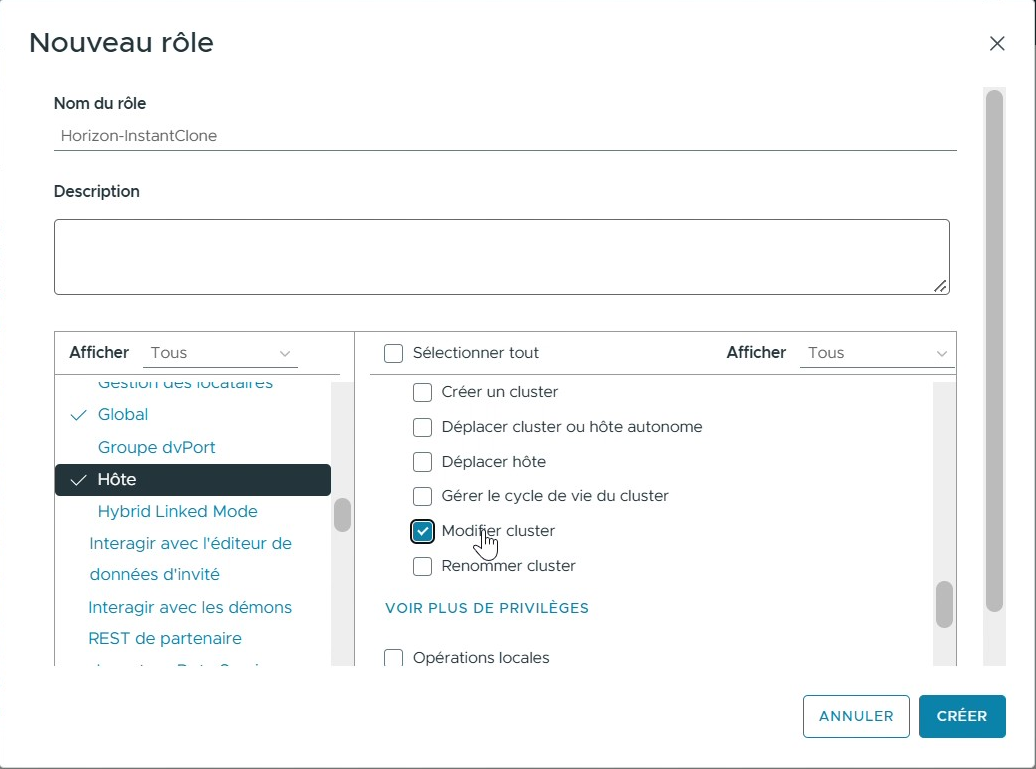 Nouveau rôle
Nom du rôle
Horizon-InstantClone
Description
Afficher Tous
Gestion des locataires
Global
Groupe dvPort
Hôte
Hybrid Linked Mode
Interagir avec l'éditeur de
données d'invité
Interagir avec les démons
REST de partenaire
Sélectionner tout
Afficher Tous
Créer un cluster
Déplacer cluster ou hôte autonome
Déplacer hôte
Gérer le cycle de vie du cluster
Modifier cluster
Renommer cluster
VOIR PLUS DE PRIVILÈGES
Opérations locales
ANNULER
CRÉER